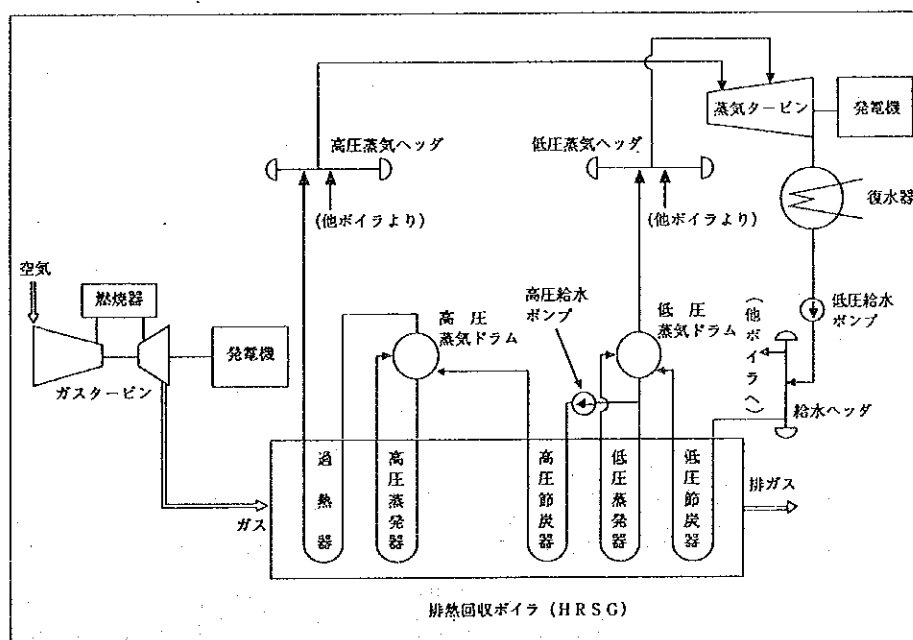 蒸気タービン
発電機
高圧蒸気ヘッダ
低圧蒸気ヘッダ
復水器
(他ボイラより)
(他ボイラより)
空気
燃焼器
高圧給水
ポンプ
低圧給水
ポンプ
高圧
蒸気ドラム
低圧
蒸気ドラム
(他ボイラへ)
発電機
ガスタービン
給水ヘッダ
過熱器
高圧蒸発器
高圧節炭器
低圧蒸発器
低圧節炭器
排ガス
ガス
排熱回収ボイラ(HRSG)